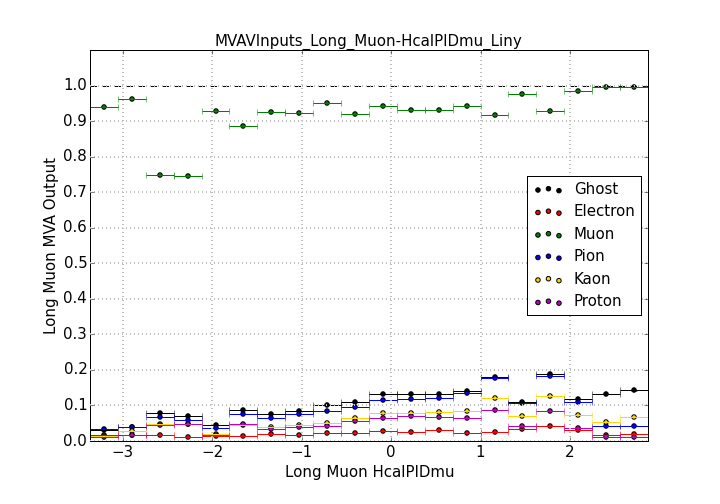 MVAVInputs_Long_Muon-HcalPIDmu_Liny
1.0
0.9
0.8
0.7
0.6
0.5
0.4
0.3
0.2
0.1
0.0
Long Muon MVA Output
Ghost
Electron
Muon
Pion
Kaon
Proton
−3 −2 −1 0 1 2
Long Muon HcalPIDmu